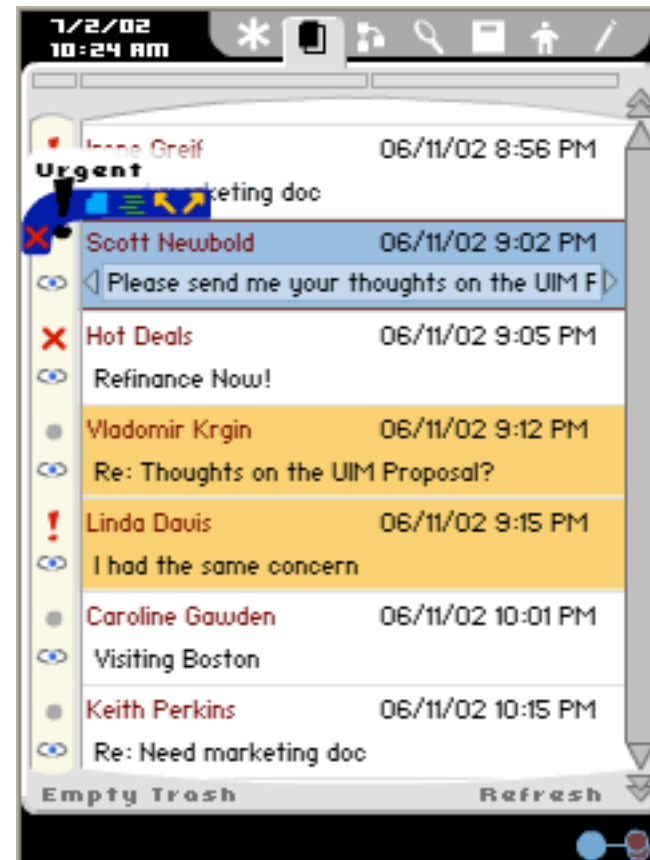 7/2/02
10:24 AM
Irene Greif 06/11/02 8:56 PM
Urgent
marketing doc
Scott Newbold 06/11/02 9:02 PM
Please send me your thoughts on the UIM P
Hot Deals 06/11/02 9:05 PM
Refinance Now!
Vladomir Krgin 06/11/02 9:12 PM
Re: Thoughts on the UIM Proposal?
Linda Davis 06/11/02 9:15 PM
I had the same concern
Caroline Gawden 06/11/02 10:01 PM
Visiting Boston
Keith Perkins 06/11/02 10:15 PM
Re: Need marketing doc
Empty Trash Refresh